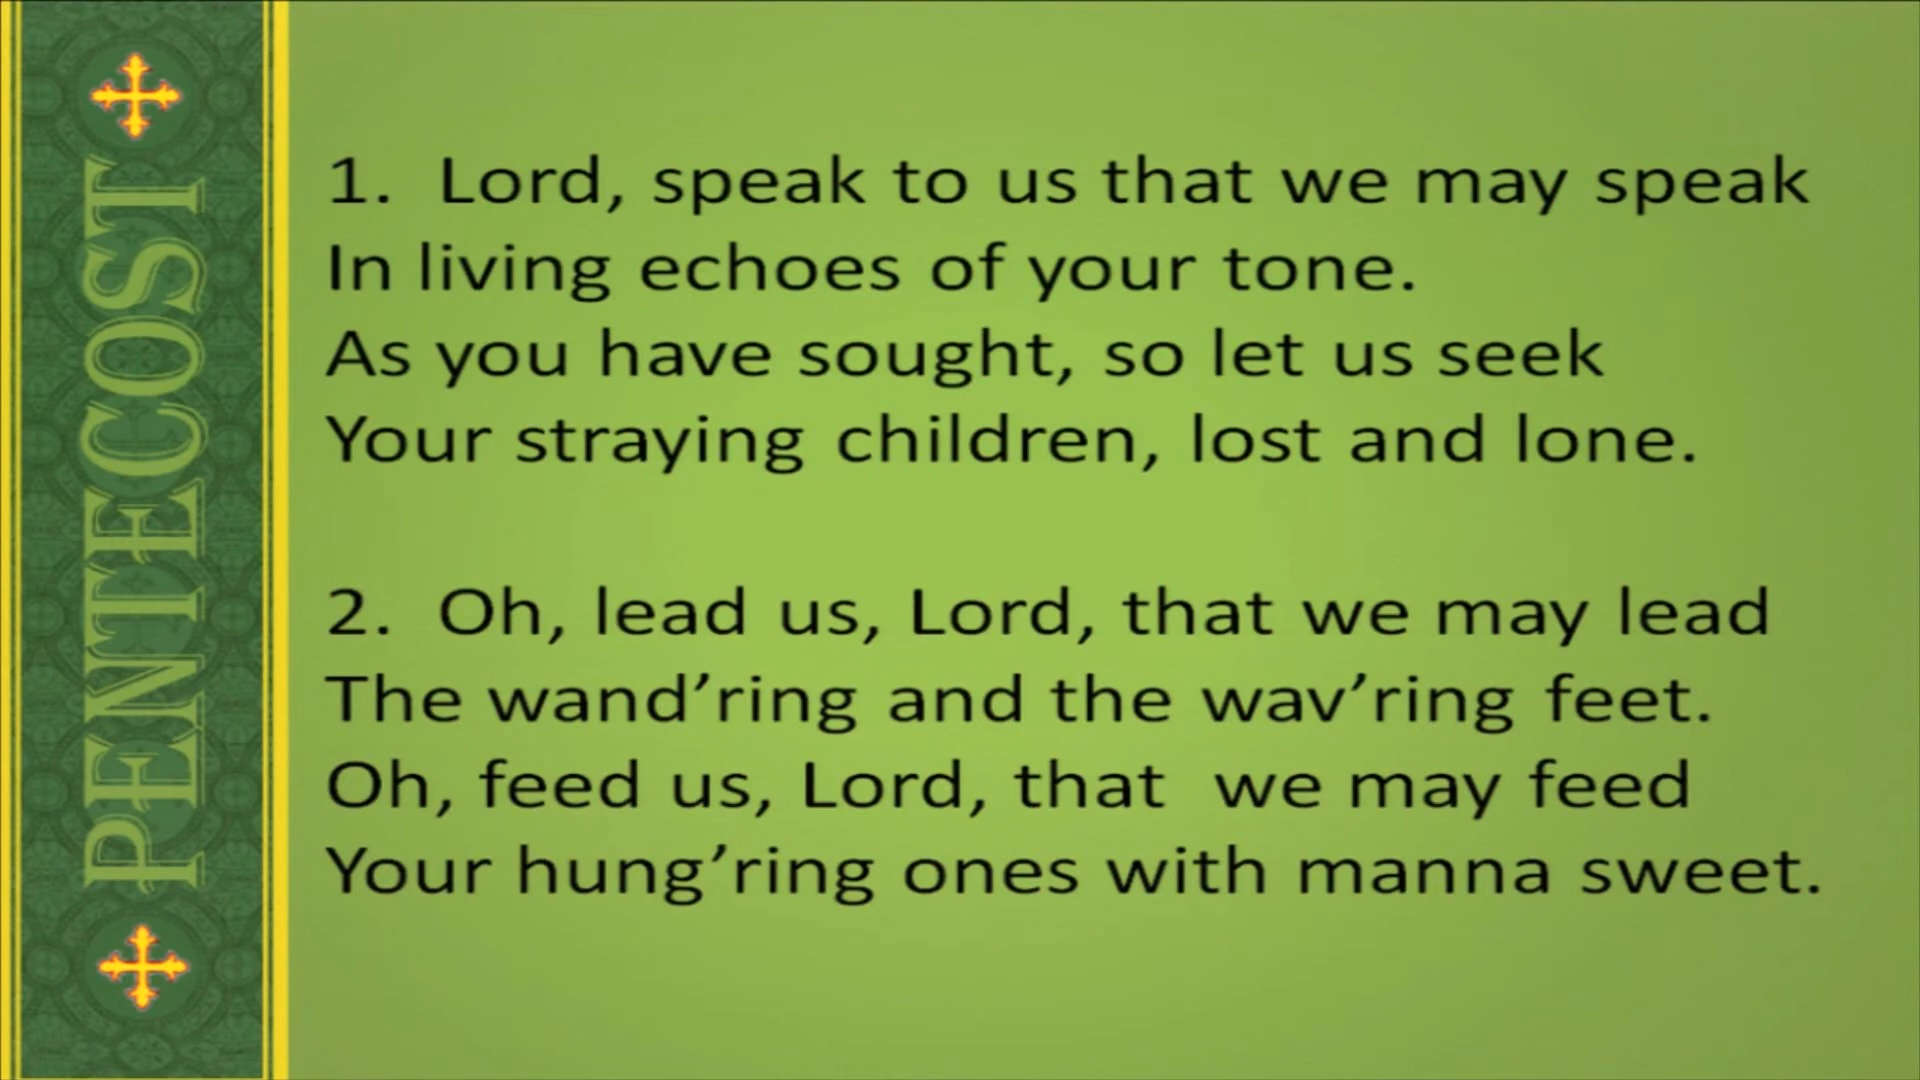 PENTECOST
1. Lord, speak to us that we may speak
In living echoes of your tone.
As you have sought, so let us seek
Your straying children, lost and lone.
2. Oh, lead us, Lord, that we may lead
The wand’ring and the wav’ring feet.
Oh, feed us, Lord, that we may feed
Your hung’ring ones with manna sweet.